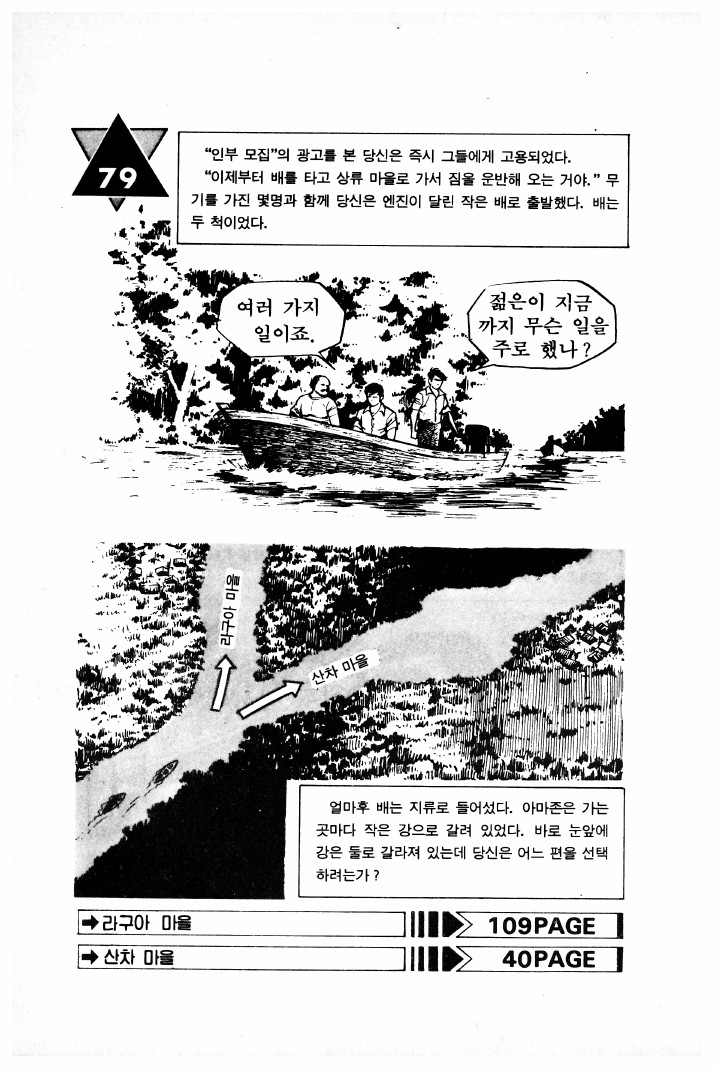 79
“인부 모집”의 광고를 본 당신은 즉시 그들에게 고용되었다.
“이제부터 배를 타고 상류 마을로 가서 짐을 운반해 오는 거야.” 무
기를 가진 몇명과 함께 당신은 엔진이 달린 작은 배로 출발했다. 배는
두 척이었다.
젊은이 지금
까지 무슨 일을
주로 했나?
여러 가지
일이죠.
라구아 마을
산차 마을
얼마후 배는 지류로 들어섰다. 아마존은 가는
곳마다 작은 강으로 갈려 있었다. 바로 눈앞에
강은 둘로 갈라져 있는데 당신은 어느 편을 선택
하려는가?
➔라구아 마을 109PAGE
➔산차 마을 40PAGE